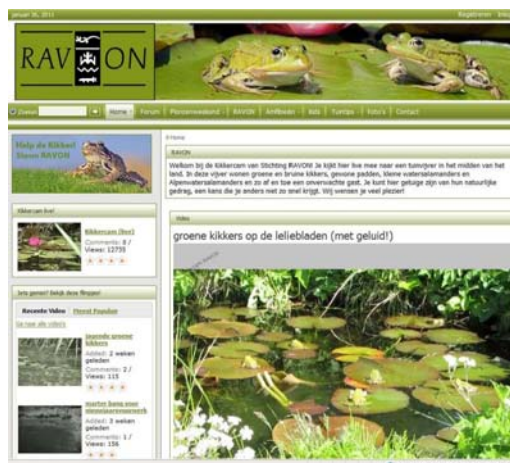 januari 26, 2011
Registreren
RAVON
Zoeken
Home
Forum
RAVON
Kids
Tuintips
Foto's
Contact
Help de Kikker!
Steun RAVON
Home
RAVON
Welkom bij de Kikkercam van Stichting RAVON! Je kijkt hier live mee naar een tuinvijver in het midden van het
land. In deze vijver wonen groene en bruine kikkers, gewone padden, kleine watersalamanders en
Alpenwatersalamanders en zo af en toe een onverwachte gast. Je kunt hier getuige zijn van hun natuurlijke
gedrag, een kans die je anders niet zo snel krijgt. Wij wensen je veel plezier!
Kikkercam live!
Kikkercam (live)
Comments: 0 /
Views: 12735
Video
groene kikkers op de leliebladen (met geluid!)
Iets gemist? Bekijk deze filmpjes!
Recente Video
Meest Populair
Ga naar alle video's
groene
kikkers
Added: 2 weken
geleden
Comments: 2 /
Views: 115
Added: 3 weken
geleden
Comments: 1 /
Views: 156